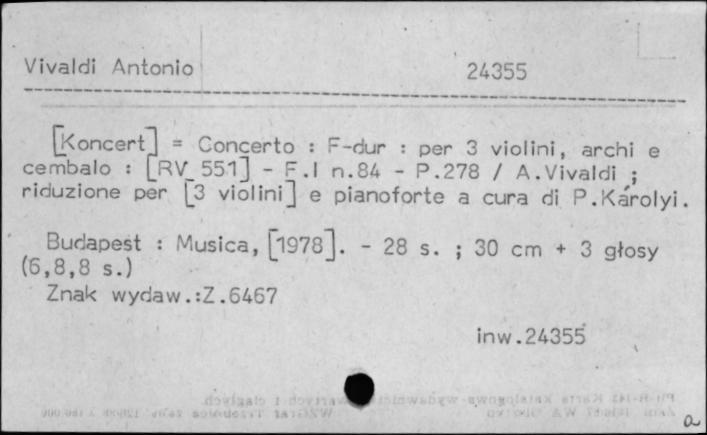 Vivaldi Antonio 24355
[Koncert] = Concerto : F-dur : per 3 violini, archi e
cembalo : [RV 551] - F.I n.84 - P.278 / A.Vivaldi ;
riduzione per [3 violini] e pianoforte a cura di P.Károlyi.
Budapest : Musica, [1978]. - 28 s. ; 30 cm + 3 głosy
(6,8,8 s.)
Znak wydaw.:Z.6467
inw.24355